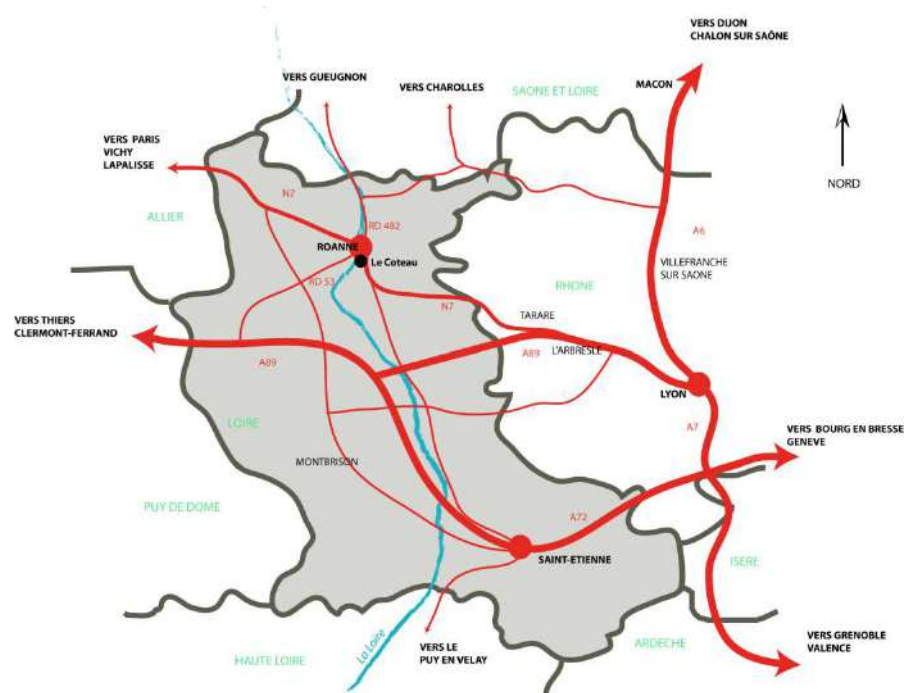 VERS DIJON
CHALON SUR SAÔNE
VERS GUEUGNON
VERS CHAROLLES
SAONE ET LOIRE
MACON
VERS PARIS
VICHY
LAPALISSE
NORD
N7
ALLIER
RD 482
ROANNE
A6
Le Coteau
VILLEFRANCHE
SUR SAONE
RD 53
RHONE
N7
TARARE
VERS THIERS
CLERMONT-FERRAND
A89
A89
L'ARBRESLE
LYON
LOIRE
A7
VERS BOURG EN BRESSE
GENEVE
MONTBRISON
PUY DE DOME
A72
SAINT-ETIENNE
ISERE
ARDECHE
VERS LE
PUY EN VELAY
La Loire
HAUTE LOIRE
VERS GRENOBLE
VALENCE